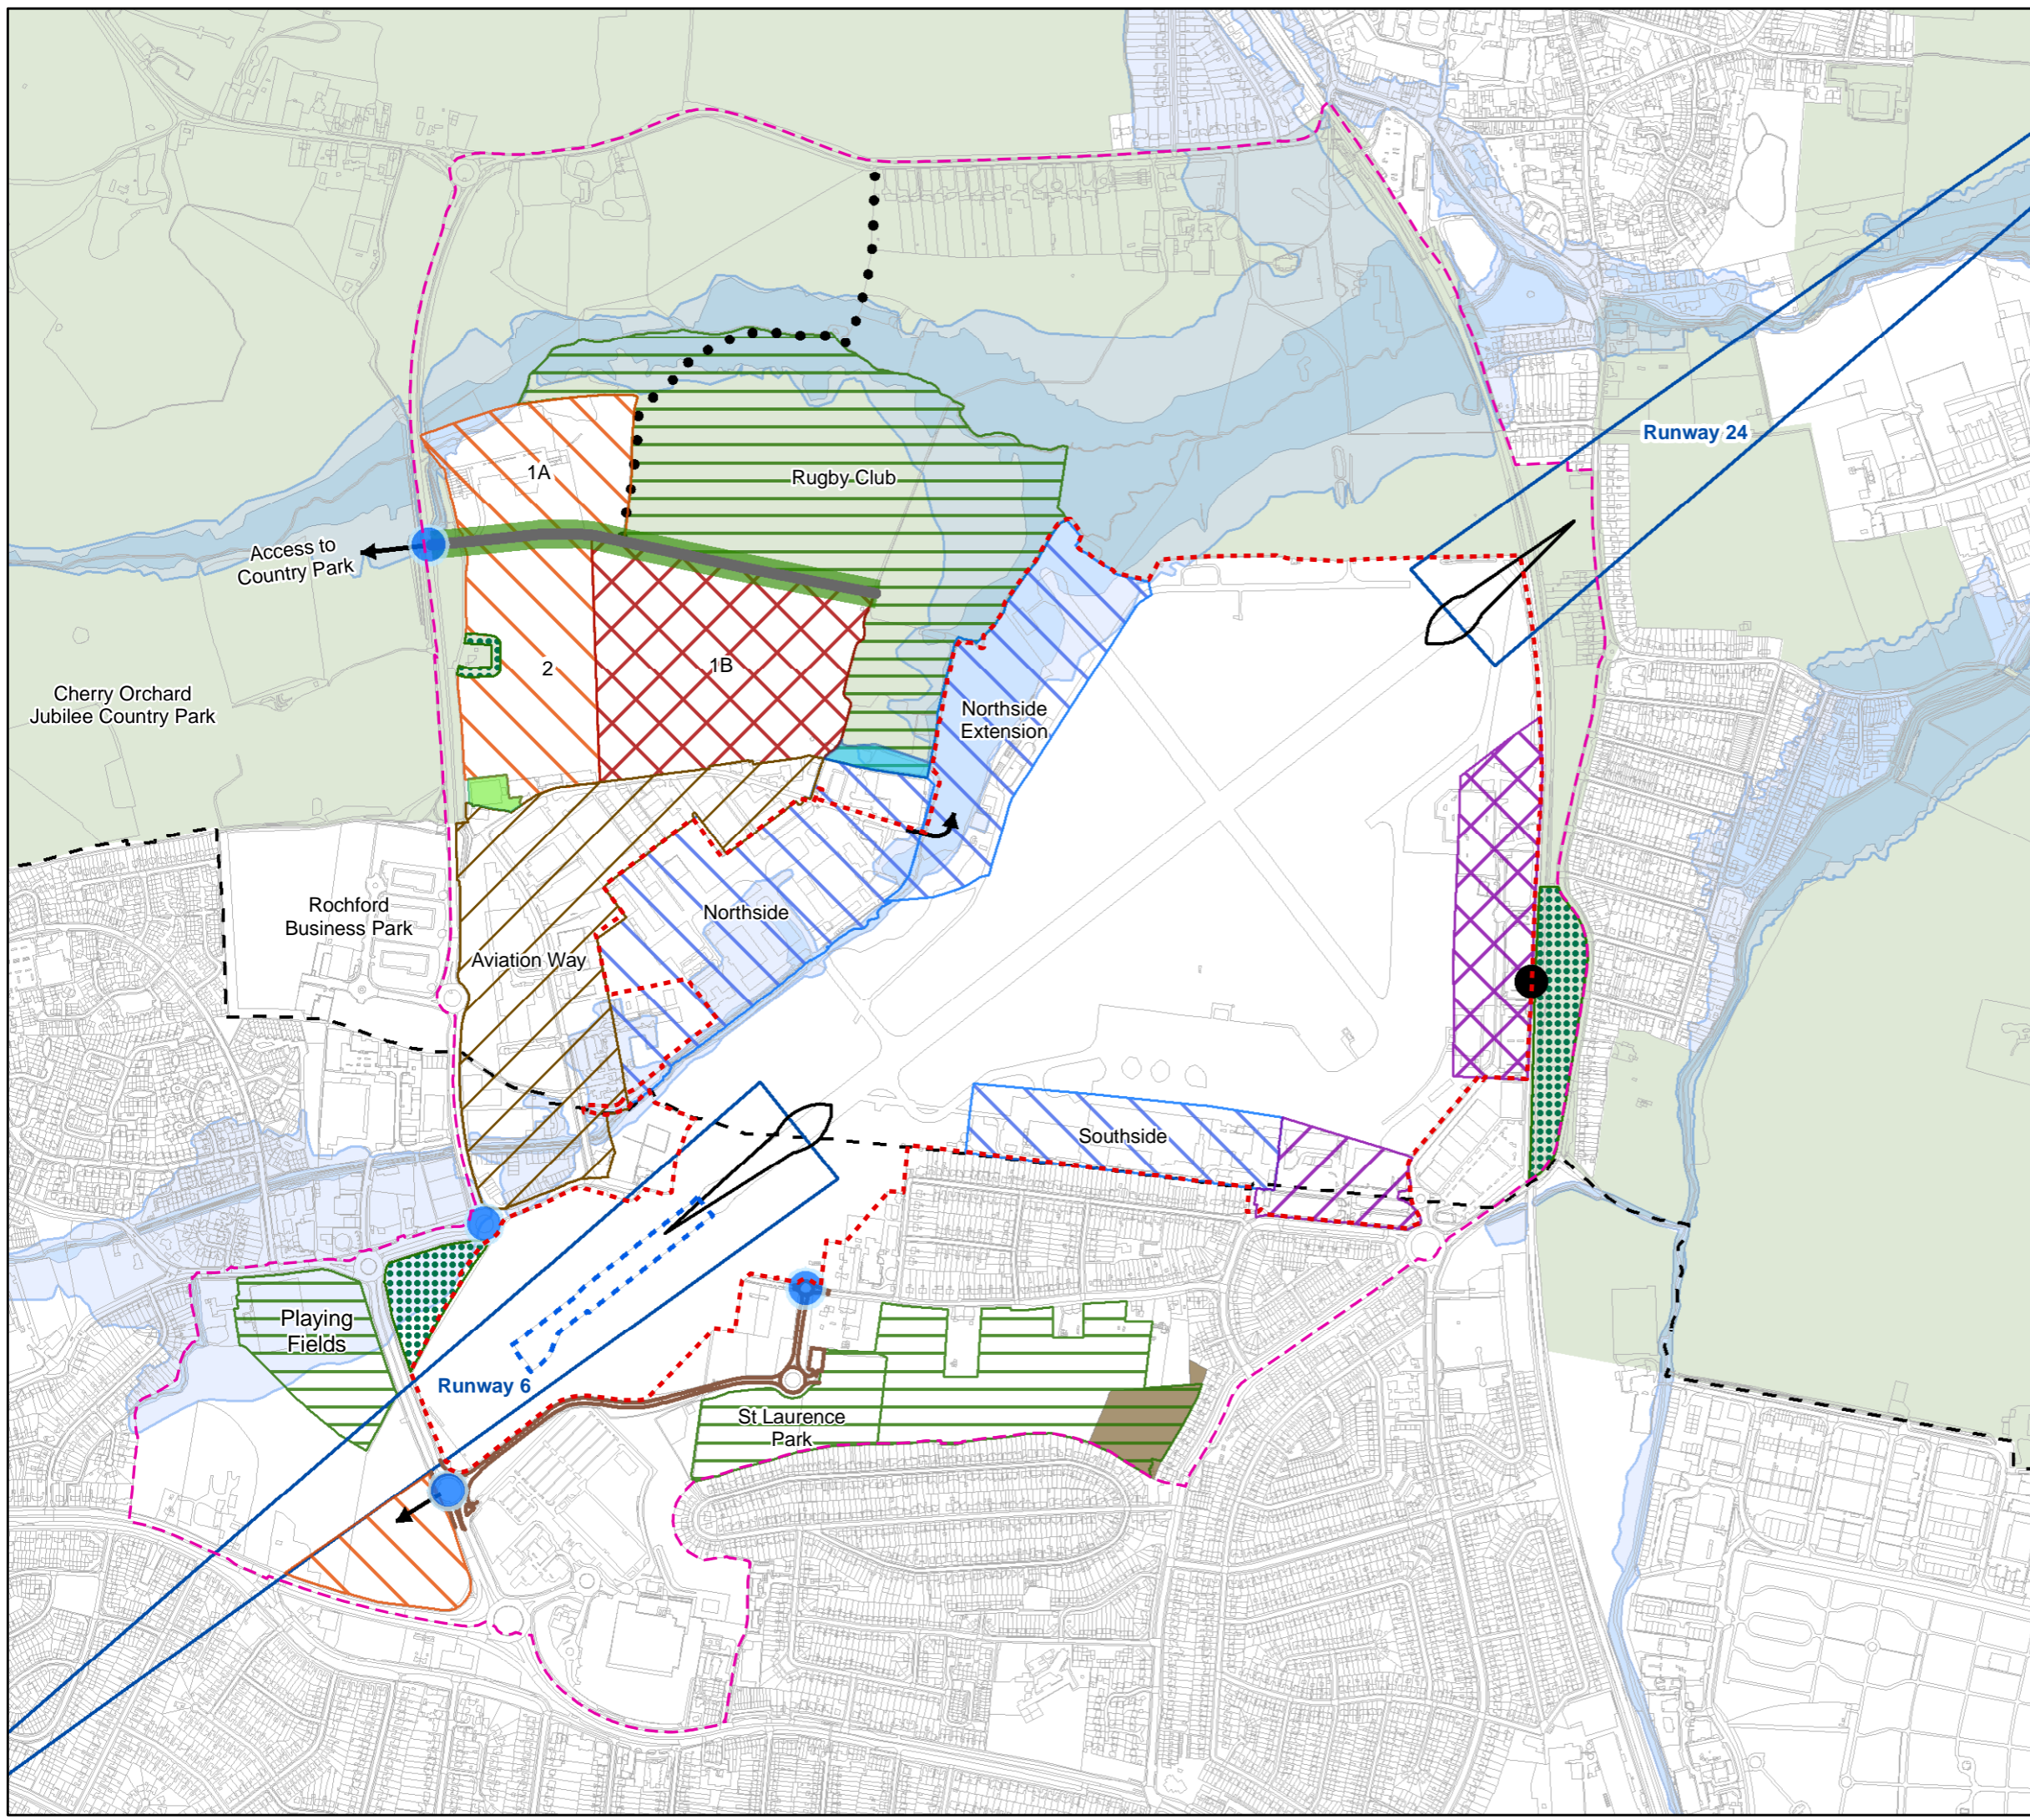 Runway 24
Rugby Club
1A
Access to
Country Park
2
1B
Cherry Orchard
Jubilee Country Park
Northside
Extension
Rochford
Business Park
Northside
Aviation Way
Southside
Playing
Fields
Runway 6
St Laurence
Park